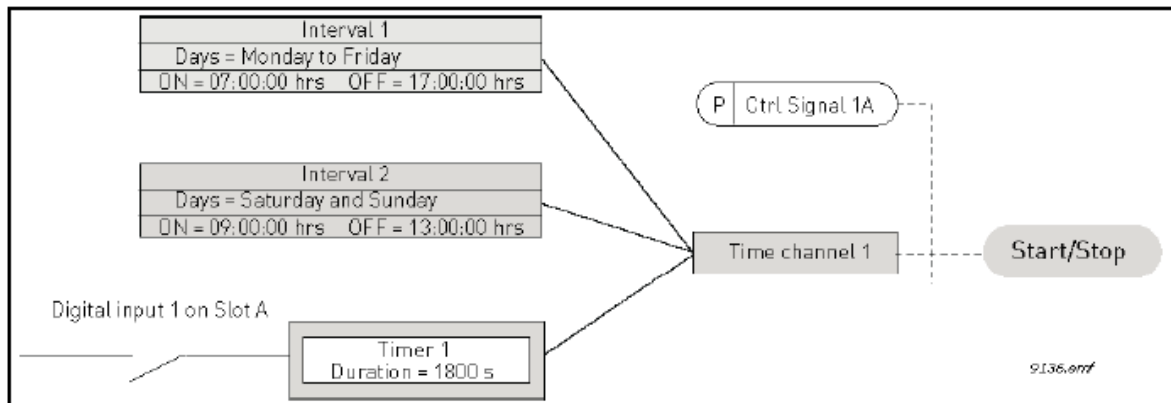 Interval 1
Days = Monday to Friday
ON = 07:00:00 hrs OFF = 17:00:00 hrs
P Ctrl Signal 1A
Interval 2
Days = Saturday and Sunday
ON = 09:00:00 hrs OFF = 13:00:00 hrs
Time channel 1
Start/Stop
Digital input 1 on Slot A
Timer 1
Duration = 1800 s
9136.emf